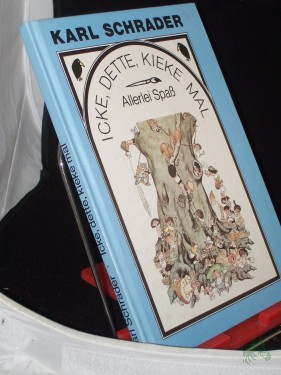 KARL SCHRADER
ICKE, DETTE, KIEKE MAL
Allerlei Spaß
Karl Schrader Icke, dette, kieke mal